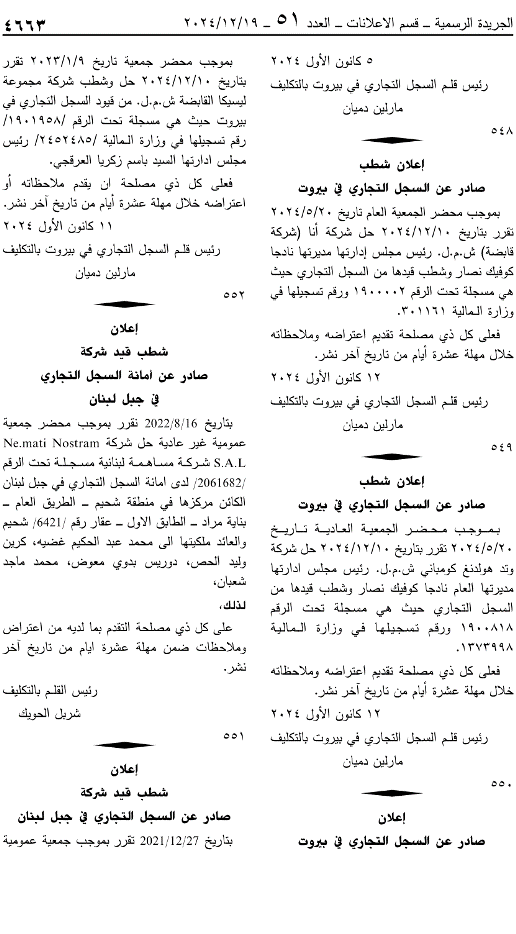 الجريدة الرسمية – قسم الاعلانات – العدد ٥١ – ٢٠٢٤/١٢/١٩
٤٦٦٣
٥ كانون الأول ٢٠٢٤
رئيس قلم السجل التجاري في بيروت بالتكليف
مارلين دميان
٥٤٨
إعلان شطب
صادر عن السجل التجاري في بيروت
بموجب محضر الجمعية العام تاريخ ٢٠٢٤/٥/٢٠
تقرر بتاريخ ٢٠٢٤/١٢/١٠ حل شركة أنا (شركة
قابضة) ش.م.ل. رئيس مجلس إدارتها مديرتها نادجا
كوفيك نصار وشطب قيدها من السجل التجاري حيث
هي مسجلة تحت الرقم ١٩٠٠٠٠٢ ورقم تسجيلها في
وزارة المالية ٣٠١١٦١.
فعلى كل ذي مصلحة تقديم اعتراضه وملاحظاته
خلال مهلة عشرة أيام من تاريخ آخر نشر.
١٢ كانون الأول ٢٠٢٤
رئيس قلم السجل التجاري في بيروت بالتكليف
مارلين دميان
٥٤٩
إعلان شطب
صادر عن السجل التجاري في بيروت
بموجب محضر الجمعية العادية تاريخ
٢٠٢٤/٥/٢٠ تقرر بتاريخ ٢٠٢٤/١٢/١٠ حل شركة
وتد هولدنغ كومباني ش.م.ل. رئيس مجلس ادارتها
مديرتها العام نادجا كوفيك نصار وشطب قيدها من
السجل التجاري حيث هي مسجلة تحت الرقم
١٩٠٠٨١٨ ورقم تسجيلها في وزارة المالية
١٣٧٣٩٩٨.
فعلى كل ذي مصلحة تقديم اعتراضه وملاحظاته
خلال مهلة عشرة أيام من تاريخ آخر نشر.
١٢ كانون الأول ٢٠٢٤
رئيس قلم السجل التجاري في بيروت بالتكليف
مارلين دميان
٥٥٠
إعلان
صادر عن السجل التجاري في بيروت
بموجب محضر جمعية تاريخ ٢٠٢٣/١/٩ تقرر
بتاريخ ٢٠٢٤/١٢/١٠ حل وشطب شركة مجموعة
ليسيكا القابضة ش.م.ل. من قيود السجل التجاري في
بيروت حيث هي مسجلة تحت الرقم /١٩٠١٩٥٨/
رقم تسجيلها في وزارة المالية /٢٤٥٢٤٨٥/ رئيس
مجلس ادارتها السيد باسم زكريا العرقجي.
فعلى كل ذي مصلحة ان يقدم ملاحظاته أو
اعتراضه خلال مهلة عشرة أيام من تاريخ آخر نشر.
١١ كانون الأول ٢٠٢٤
رئيس قلم السجل التجاري في بيروت بالتكليف
مارلين دميان
٥٥٢
إعلان
شطب قيد شركة
صادر عن أمانة السجل التجاري
في جبل لبنان
بتاريخ 2022/8/16 تقرر بموجب محضر جمعية
عمومية غير عادية حل شركة Ne.mati Nostram
S.A.L شركة مساهمة لبنانية مسجلة تحت الرقم
/2061682/ لدى امانة السجل التجاري في جبل لبنان
الكائن مركزها في منطقة شحيم – الطريق العام –
بناية مراد – الطابق الاول – عقار رقم /6421/ شحيم
والعائد ملكيتها الى محمد عبد الحكيم غضيه، كرين
وليد الحص، دوريس بدوي معوض، محمد ماجد
شعبان،
لذلك،
على كل ذي مصلحة التقدم بما لديه من اعتراض
وملاحظات ضمن مهلة عشرة ايام من تاريخ آخر
نشر.
رئيس القلم بالتكليف
شربل الحويك
٥٥١
إعلان
شطب قيد شركة
صادر عن السجل التجاري في جبل لبنان
بتاريخ 2021/12/27 تقرر بموجب جمعية عمومية